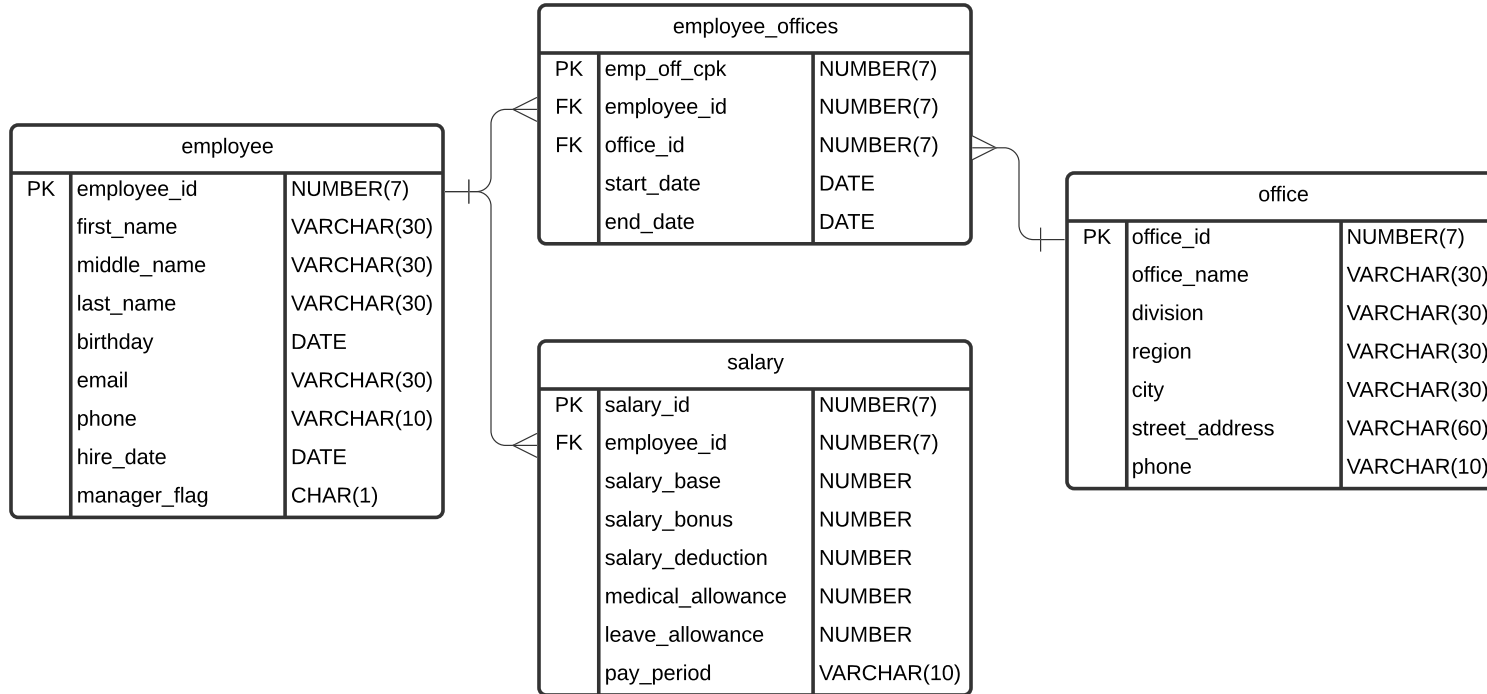 employee
PK employee_id NUMBER(7)
first_name VARCHAR(30)
middle_name VARCHAR(30)
last_name VARCHAR(30)
birthday DATE
email VARCHAR(30)
phone VARCHAR(10)
hire_date DATE
manager_flag CHAR(1)
employee_offices
PK emp_off_cpk NUMBER(7)
FK employee_id NUMBER(7)
FK office_id NUMBER(7)
start_date DATE
end_date DATE
salary
PK salary_id NUMBER(7)
FK employee_id NUMBER(7)
salary_base NUMBER
salary_bonus NUMBER
salary_deduction NUMBER
medical_allowance NUMBER
leave_allowance NUMBER
pay_period VARCHAR(10)
office
PK office_id NUMBER(7)
office_name VARCHAR(30)
division VARCHAR(30)
region VARCHAR(30)
city VARCHAR(30)
street_address VARCHAR(60)
phone VARCHAR(10)